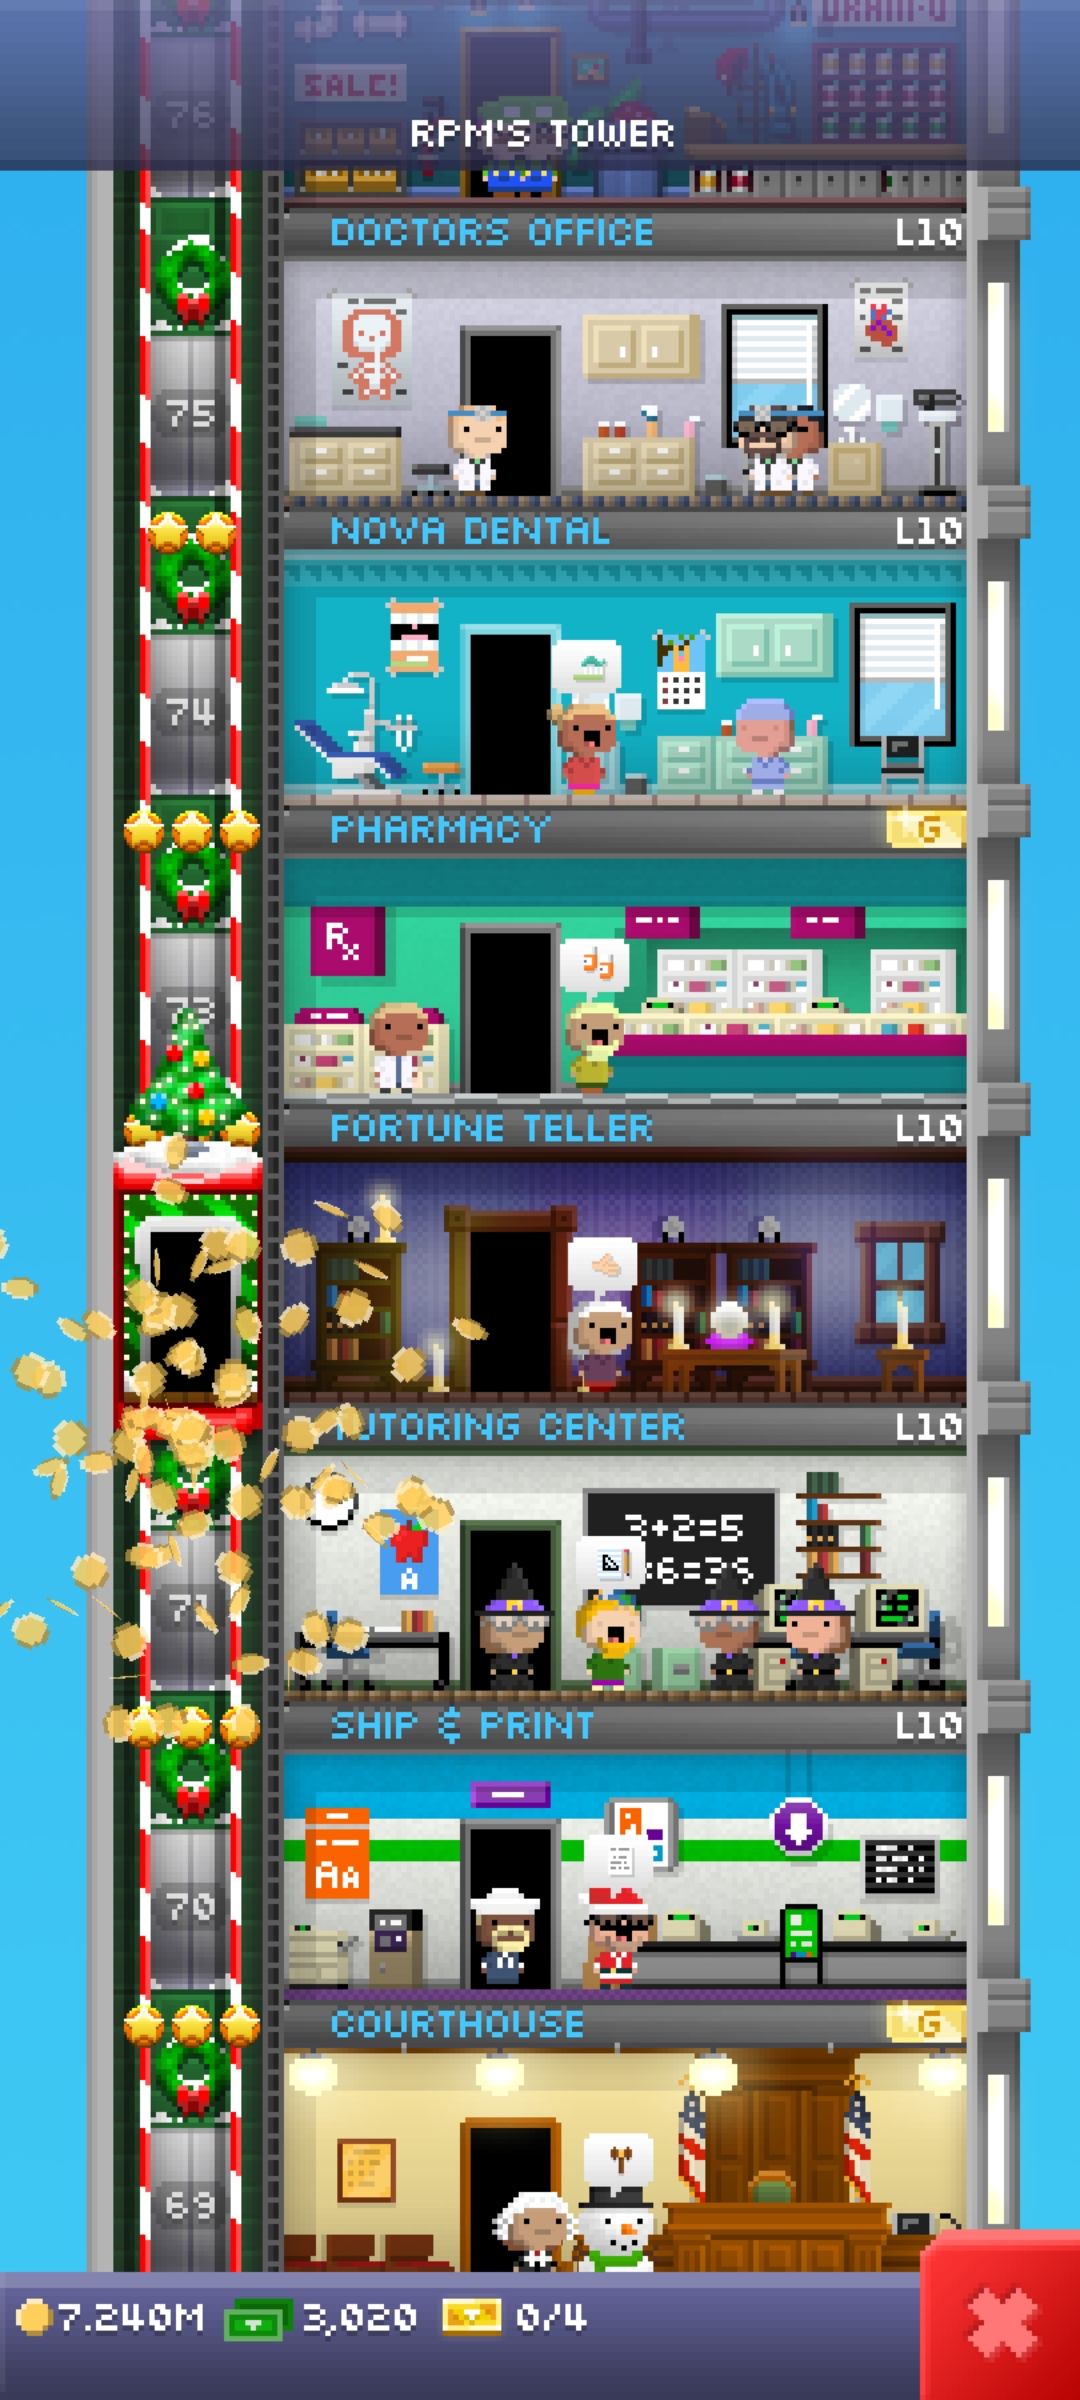 SALE!
76
RPM'S TOWER
DOCTORS OFFICE L10
75
NOVA DENTAL L10
74
PHARMACY G
Rx
73
FORTUNE TELLER L10
TUTORING CENTER L10
3+2=5
A
71
SHIP & PRINT L10
A
AA
70
COURTHOUSE G
69
7.240M 3,020 0/4